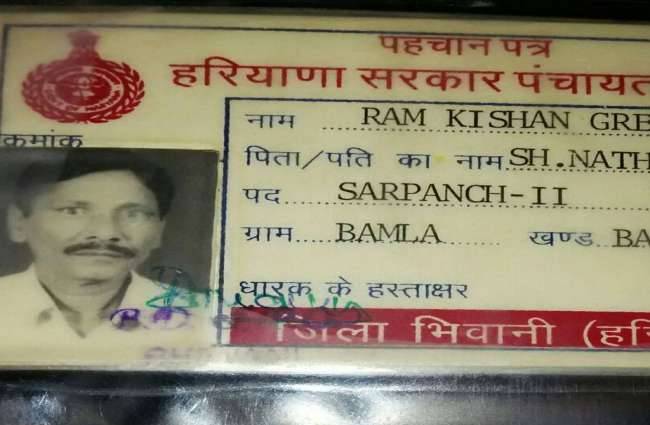 पहचान पत्र
हरियाणा सरकार पंचायत
क्रमांक
नाम RAM KISHAN GRE
पिता/पति का नाम SH.NATH
पद SARPANCH-II
ग्राम BAMLA खण्ड BA
धारक के हस्ताक्षर
जिला भिवानी (हरि